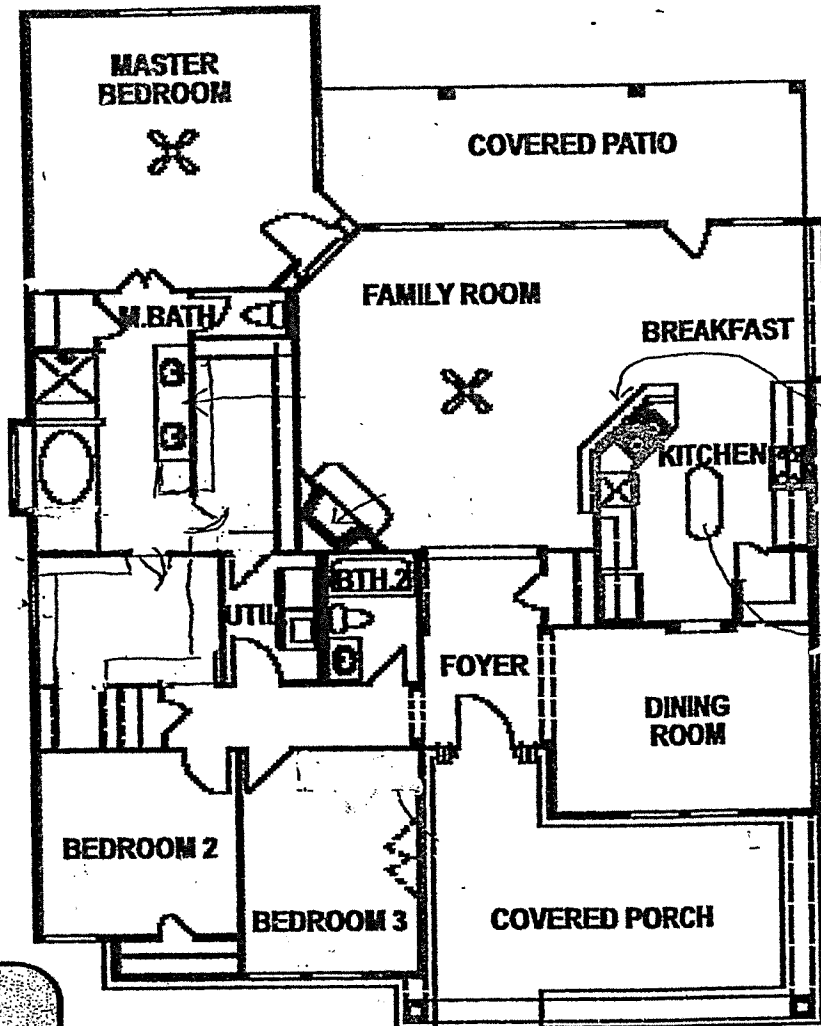 MASTER
BEDROOM
COVERED PATIO
FAMILY ROOM
M.BATH
BREAKFAST
KITCHEN
BTH.2
UTIL
FOYER
DINING
ROOM
BEDROOM 2
BEDROOM 3
COVERED PORCH